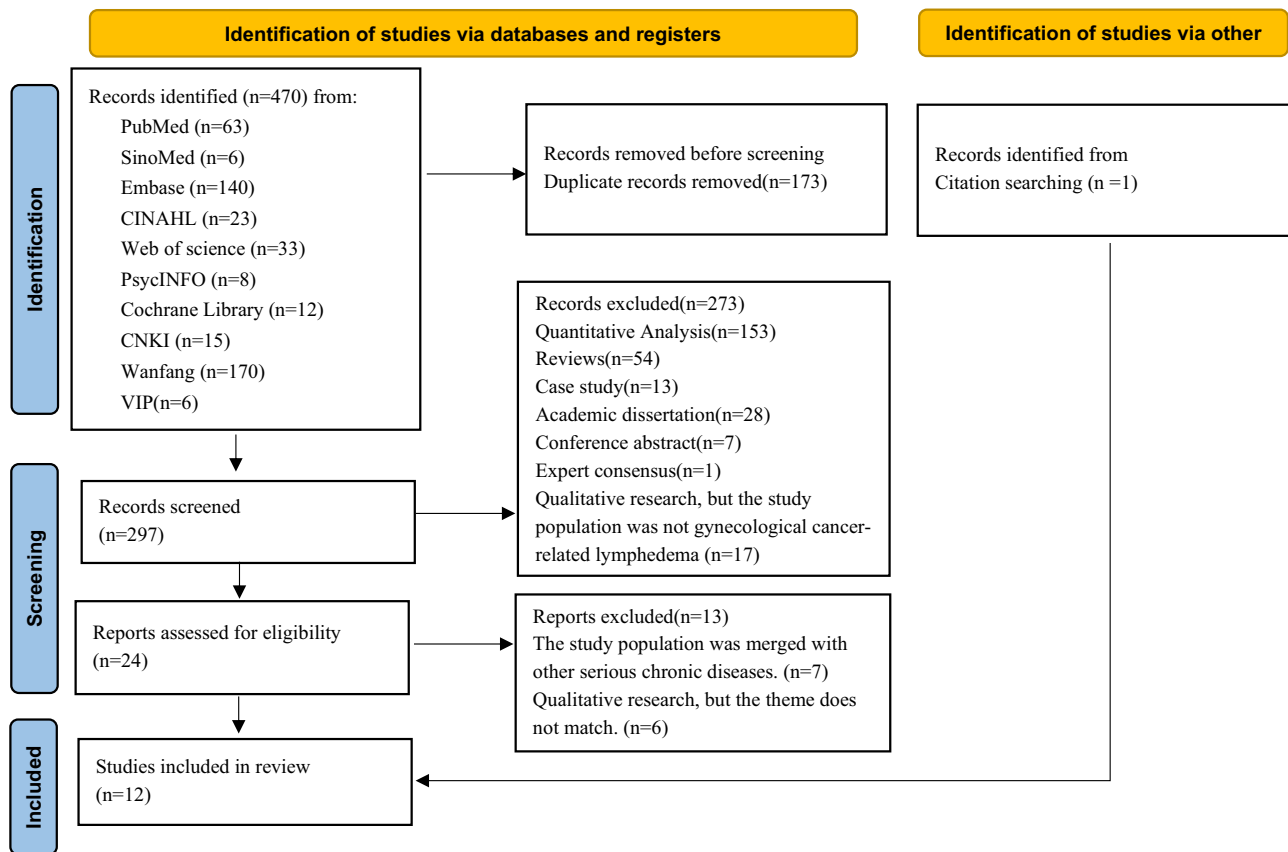 Identification of studies via databases and registers
Identification of studies via other
Identification
Records identified (n=470) from:
PubMed (n=63)
SinoMed (n=6)
Embase (n=140)
CINAHL (n=23)
Web of science (n=33)
PsycINFO (n=8)
Cochrane Library (n=12)
CNKI (n=15)
Wanfang (n=170)
VIP(n=6)
Records removed before screening
Duplicate records removed(n=173)
Records identified from
Citation searching (n =1)
Screening
Records screened
(n=297)
Records excluded(n=273)
Quantitative Analysis(n=153)
Reviews(n=54)
Case study(n=13)
Academic dissertation(n=28)
Conference abstract(n=7)
Expert consensus(n=1)
Qualitative research, but the study
population was not gynecological cancer-
related lymphedema (n=17)
Reports assessed for eligibility
(n=24)
Reports excluded(n=13)
The study population was merged with
other serious chronic diseases. (n=7)
Qualitative research, but the theme does
not match. (n=6)
Included
Studies included in review
(n=12)